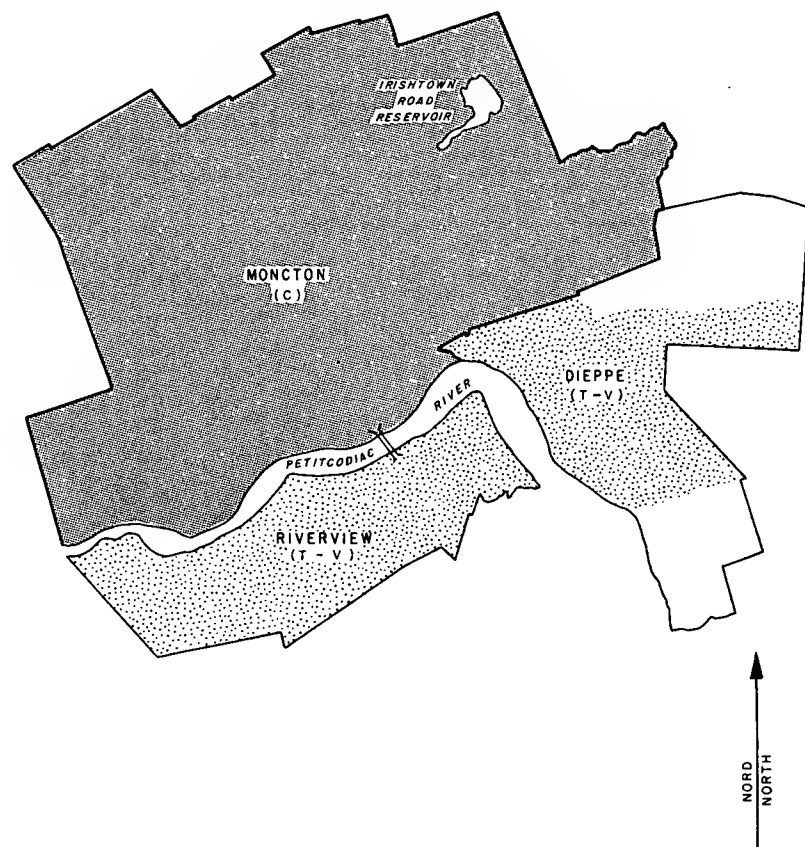 IRISHTOWN
ROAD
RESERVOIR
MONCTON
(C)
DIEPPE
(T-V)
PETITCODIAC RIVER
RIVERVIEW
(T-V)
NORD
NORTH